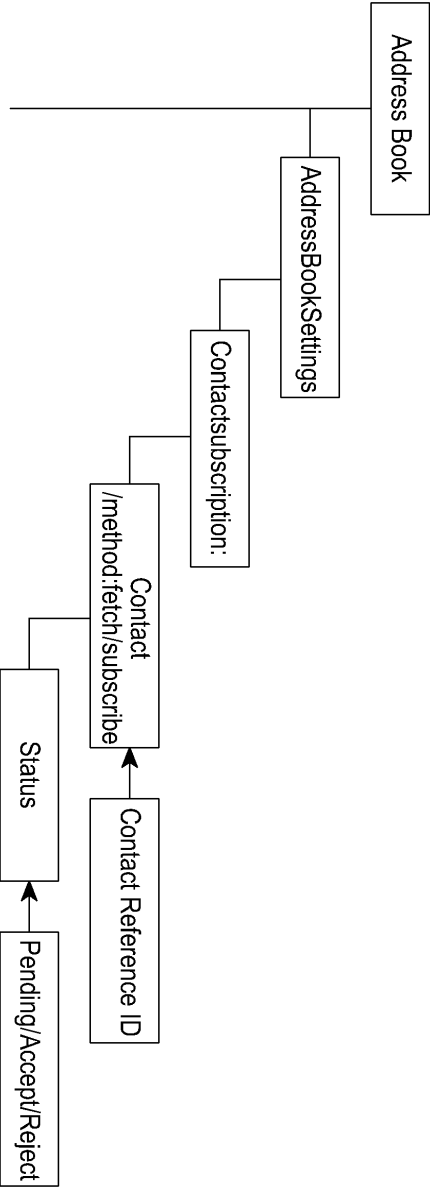 Address Book
AddressBookSettings
Contactsubscription:
Contact
/method:fetch/subscribe
Contact Reference ID
Status
Pending/Accept/Reject